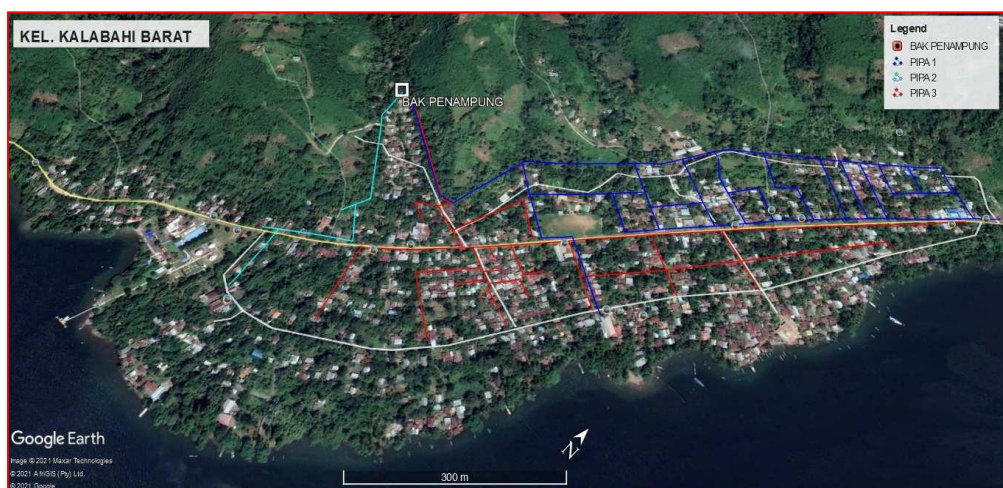 KEL. KALABAHI BARAT
Legend
BAK PENAMPUNG
PIPA 1
PIPA 2
PIPA 3
BAK PENAMPUNG
Google Earth
Image © 2021 Maxar Technologies
© 2021 AfriGIS (Pty) Ltd.
© 2021 Google
N
300 m